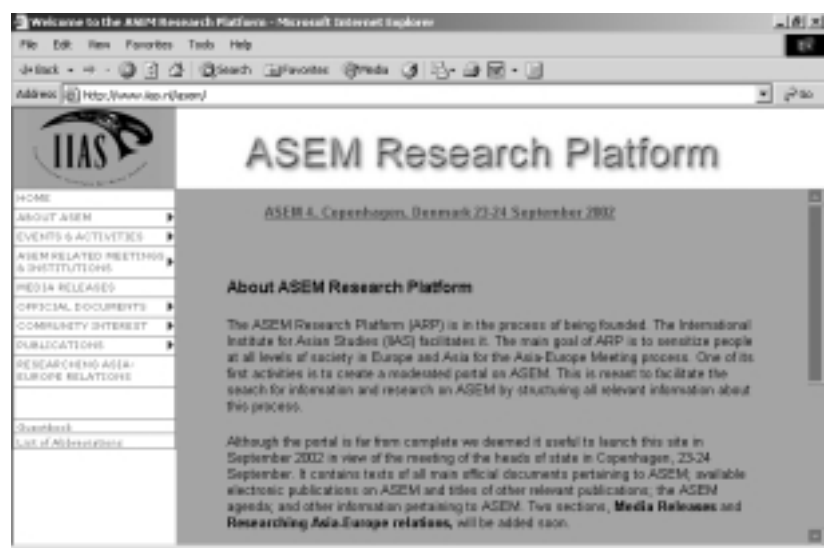 Welcome to the ASEM Research Platform - Microsoft Internet Explorer
File Edit View Favorites Tools Help
Back Search Favorites Media
Address http://www.iias.nl/asem/ Go
IIAS
ASEM Research Platform
HOME
ABOUT ASEM
EVENTS & ACTIVITIES
ASEM RELATED MEETINGS
& INSTITUTIONS
MEDIA RELEASES
OFFICIAL DOCUMENTS
COMMUNITY INTEREST
PUBLICATIONS
RESEARCHING ASIA-
EUROPE RELATIONS
Guestbook
List of Abbreviations
ASEM 4, Copenhagen, Denmark 23-24 September 2002
About ASEM Research Platform
The ASEM Research Platform (ARP) is in the process of being founded. The International
Institute for Asian Studies (IIAS) facilitates it. The main goal of ARP is to sensitize people
at all levels of society in Europe and Asia for the Asia-Europe Meeting process. One of its
first activities is to create a moderated portal on ASEM. This is meant to facilitate the
search for information and research on ASEM by structuring all relevant information about
this process.
Although the portal is far from complete we deemed it useful to launch this site in
September 2002 in view of the meeting of the heads of state in Copenhagen, 23-24
September. It contains texts of all main official documents pertaining to ASEM; available
electronic publications on ASEM and titles of other relevant publications; the ASEM
agenda; and other information pertaining to ASEM. Two sections, Media Releases and
Researching Asia-Europe relations, will be added soon.